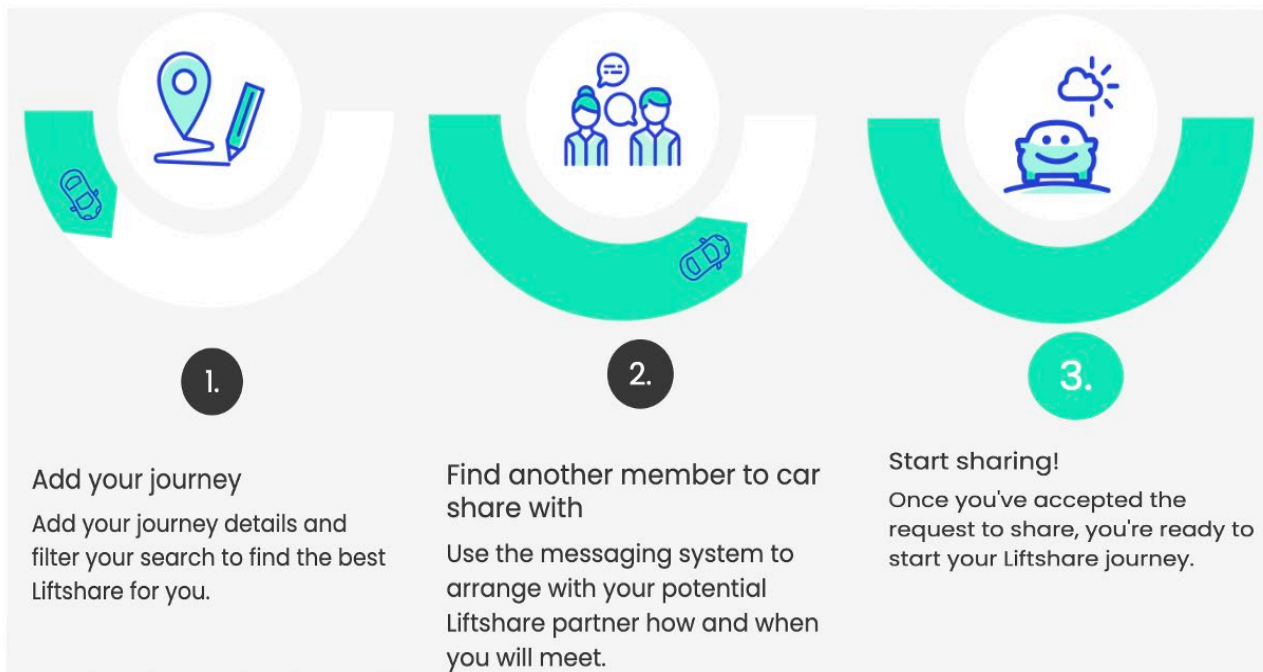 1.
Add your journey
Add your journey details and
filter your search to find the best
Liftshare for you.
2.
Find another member to car
share with
Use the messaging system to
arrange with your potential
Liftshare partner how and when
you will meet.
3.
Start sharing!
Once you've accepted the
request to share, you're ready to
start your Liftshare journey.